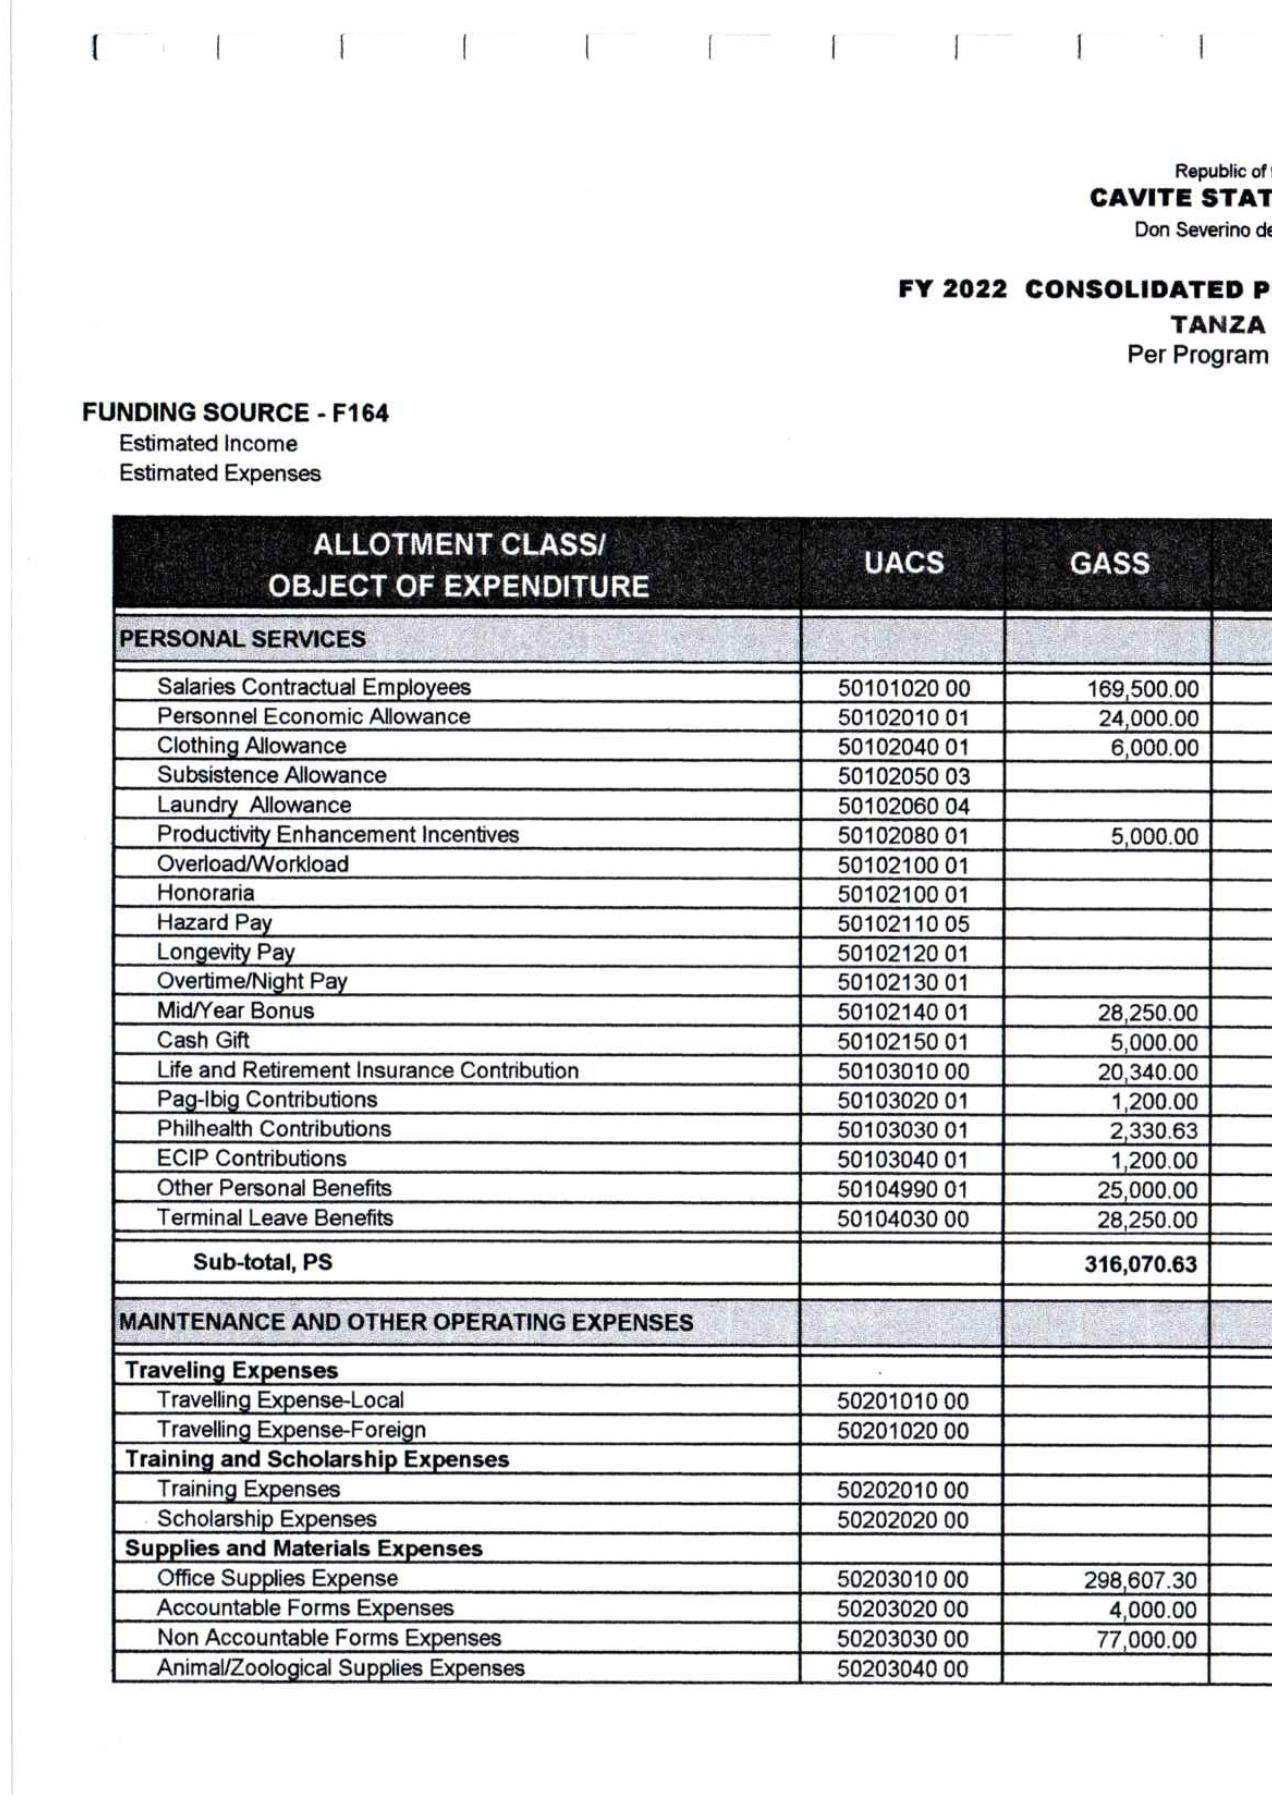 Republic of
CAVITE STAT
Don Severino de
FY 2022 CONSOLIDATED P
TANZA
Per Program
FUNDING SOURCE - F164
Estimated Income
Estimated Expenses
ALLOTMENT CLASS/
OBJECT OF EXPENDITURE UACS GASS
PERSONAL SERVICES
Salaries Contractual Employees 50101020 00 169,500.00
Personnel Economic Allowance 50102010 01 24,000.00
Clothing Allowance 50102040 01 6,000.00
Subsistence Allowance 50102050 03
Laundry Allowance 50102060 04
Productivity Enhancement Incentives 50102080 01 5,000.00
Overload/Workload 50102100 01
Honoraria 50102100 01
Hazard Pay 50102110 05
Longevity Pay 50102120 01
Overtime/Night Pay 50102130 01
Mid/Year Bonus 50102140 01 28,250.00
Cash Gift 50102150 01 5,000.00
Life and Retirement Insurance Contribution 50103010 00 20,340.00
Pag-Ibig Contributions 50103020 01 1,200.00
Philhealth Contributions 50103030 01 2,330.63
ECIP Contributions 50103040 01 1,200.00
Other Personal Benefits 50104990 01 25,000.00
Terminal Leave Benefits 50104030 00 28,250.00
Sub-total, PS 316,070.63
MAINTENANCE AND OTHER OPERATING EXPENSES
Traveling Expenses
Travelling Expense-Local 50201010 00
Travelling Expense-Foreign 50201020 00
Training and Scholarship Expenses
Training Expenses 50202010 00
Scholarship Expenses 50202020 00
Supplies and Materials Expenses
Office Supplies Expense 50203010 00 298,607.30
Accountable Forms Expenses 50203020 00 4,000.00
Non Accountable Forms Expenses 50203030 00 77,000.00
Animal/Zoological Supplies Expenses 50203040 00